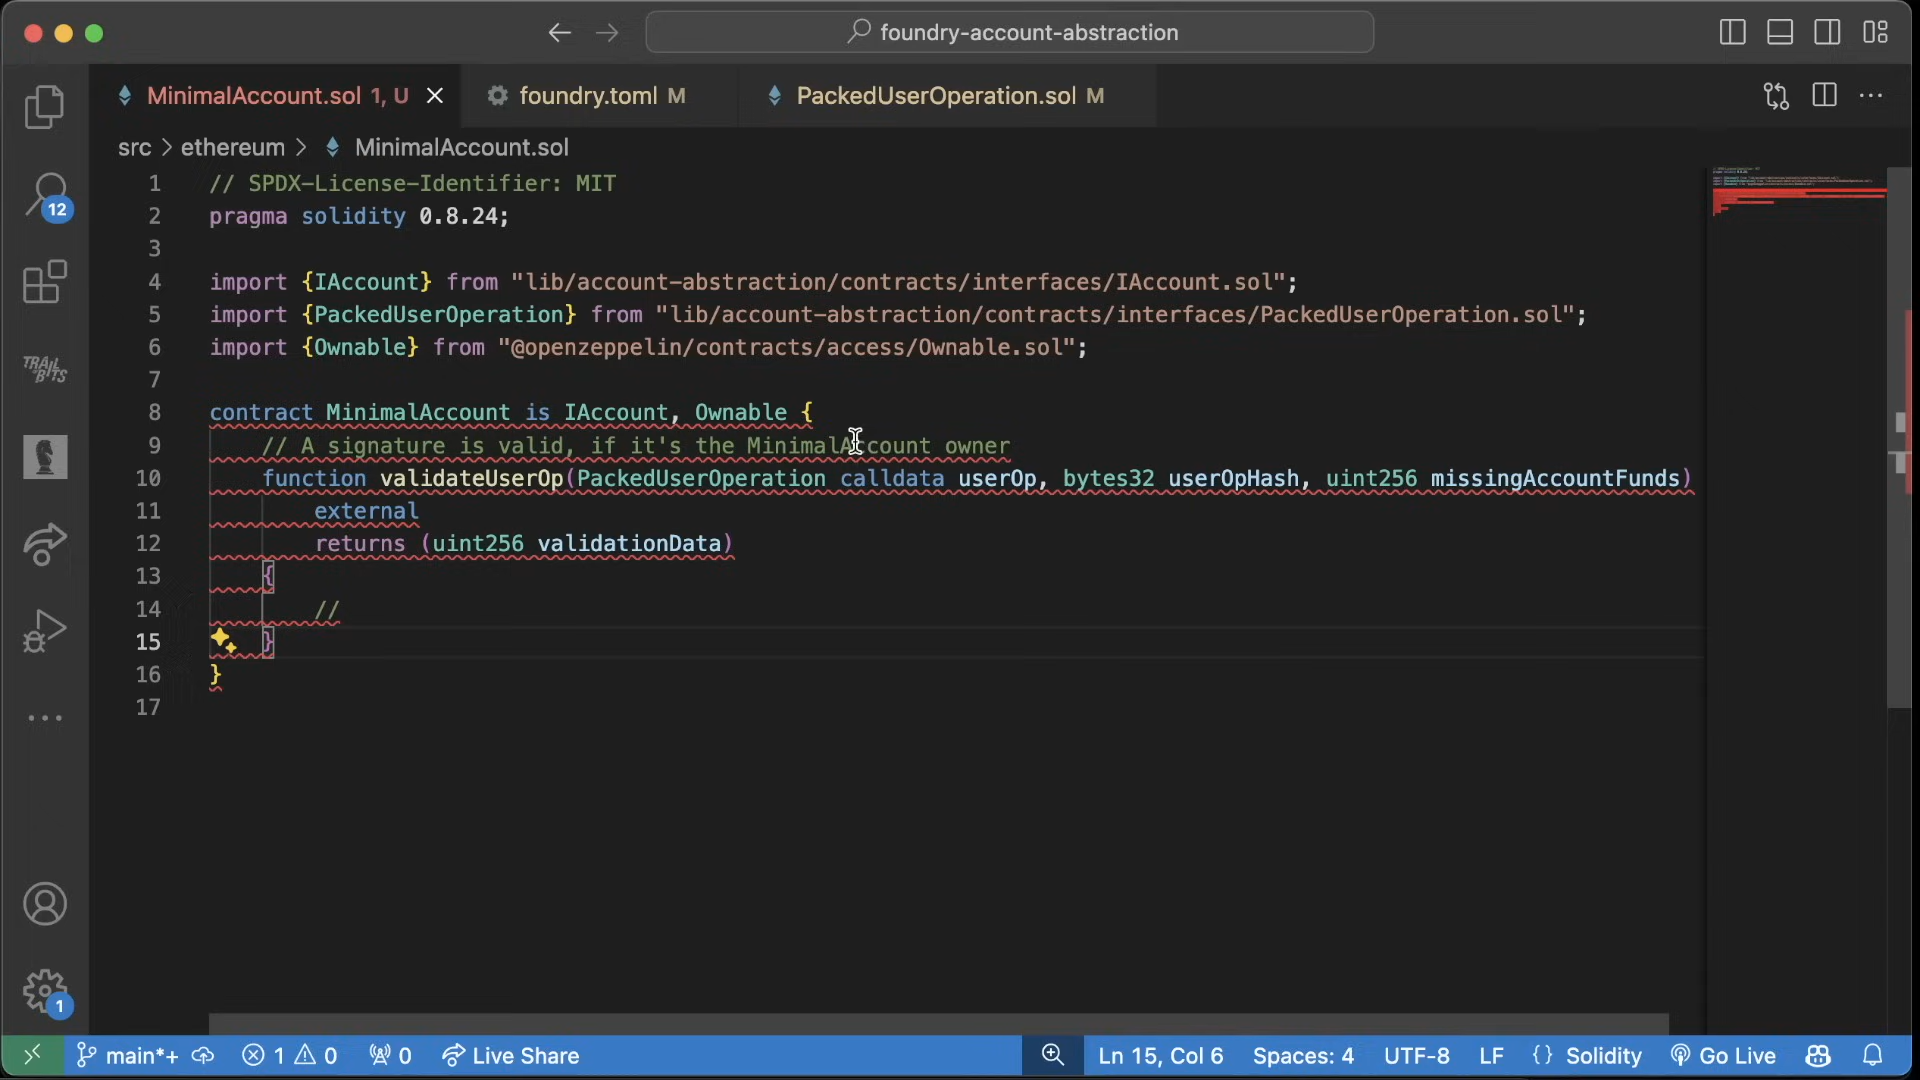 foundry-account-abstraction
MinimalAccount.sol 1, U
foundry.toml M
PackedUserOperation.sol M
src > ethereum > MinimalAccount.sol
1 // SPDX-License-Identifier: MIT
2 pragma solidity 0.8.24;
3
4 import {IAccount} from "lib/account-abstraction/contracts/interfaces/IAccount.sol";
5 import {PackedUserOperation} from "lib/account-abstraction/contracts/interfaces/PackedUserOperation.sol";
6 import {Ownable} from "@openzeppelin/contracts/access/Ownable.sol";
7
8 contract MinimalAccount is IAccount, Ownable {
9 // A signature is valid, if it's the MinimalAccount owner
10 function validateUserOp(PackedUserOperation calldata userOp, bytes32 userOpHash, uint256 missingAccountFunds)
11 external
12 returns (uint256 validationData)
13 {
14 //
15 }
16 }
17
12
TRAIL
OF
BITS
1
main*+ 1 0 0 Live Share Ln 15, Col 6 Spaces: 4 UTF-8 LF {} Solidity Go Live